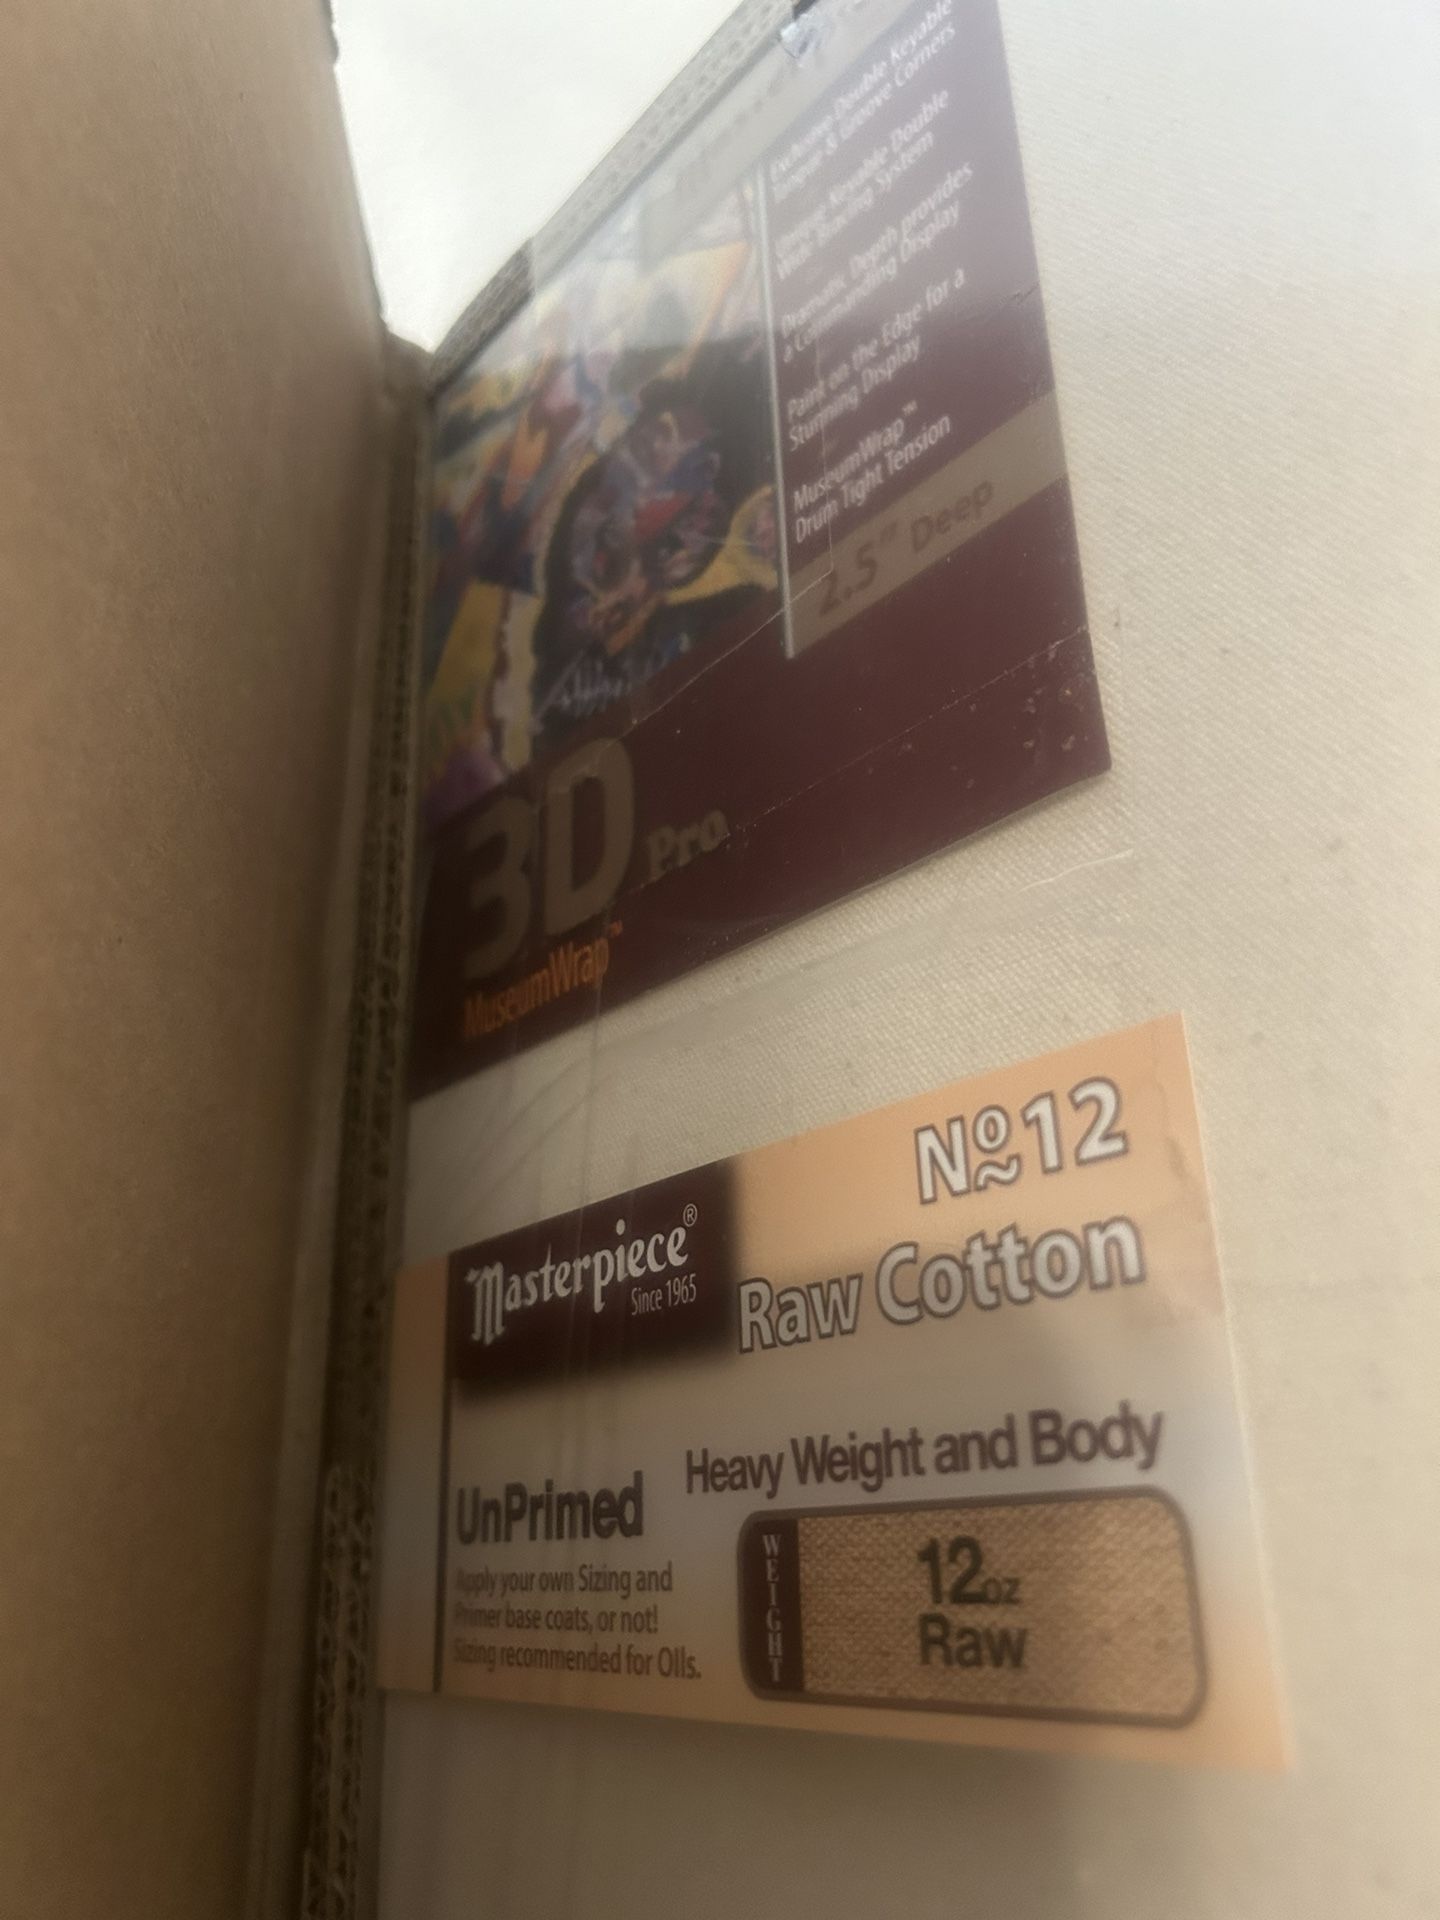 Exclusive Double Keyable
Tongue & Groove Corners
Unique Keyable Double
Bracing System
Dramatic Depth provides
a Commanding Display
Paint on the Edge for a
Stunning Display
MuseumWrap™
Drum Tight Tension
2.5" Deep
3D Pro
MuseumWrap™
Nº12
Masterpiece®
Since 1965
Raw Cotton
Heavy Weight and Body
UnPrimed
Apply your own Sizing and
Primer base coats, or not!
Sizing recommended for OIls.
WEIGHT
12oz
Raw